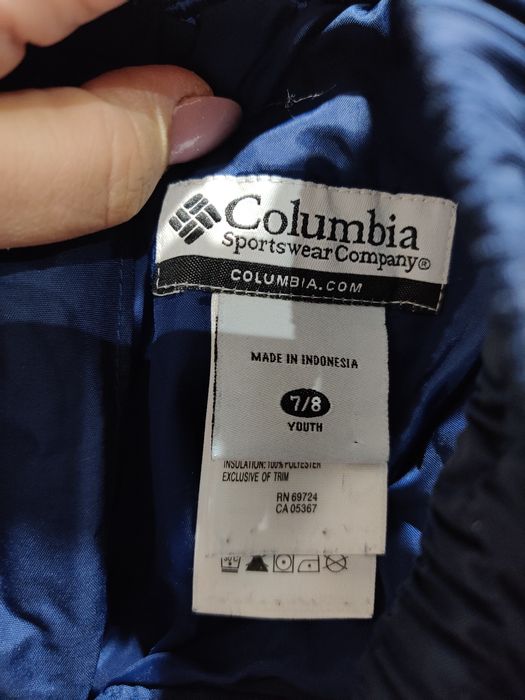 Columbia
Sportswear Company®
COLUMBIA.COM
MADE IN INDONESIA
7/8
YOUTH
INSULATION: 100% POLYESTER
EXCLUSIVE OF TRIM
RN 69724
CA 05367
30°C